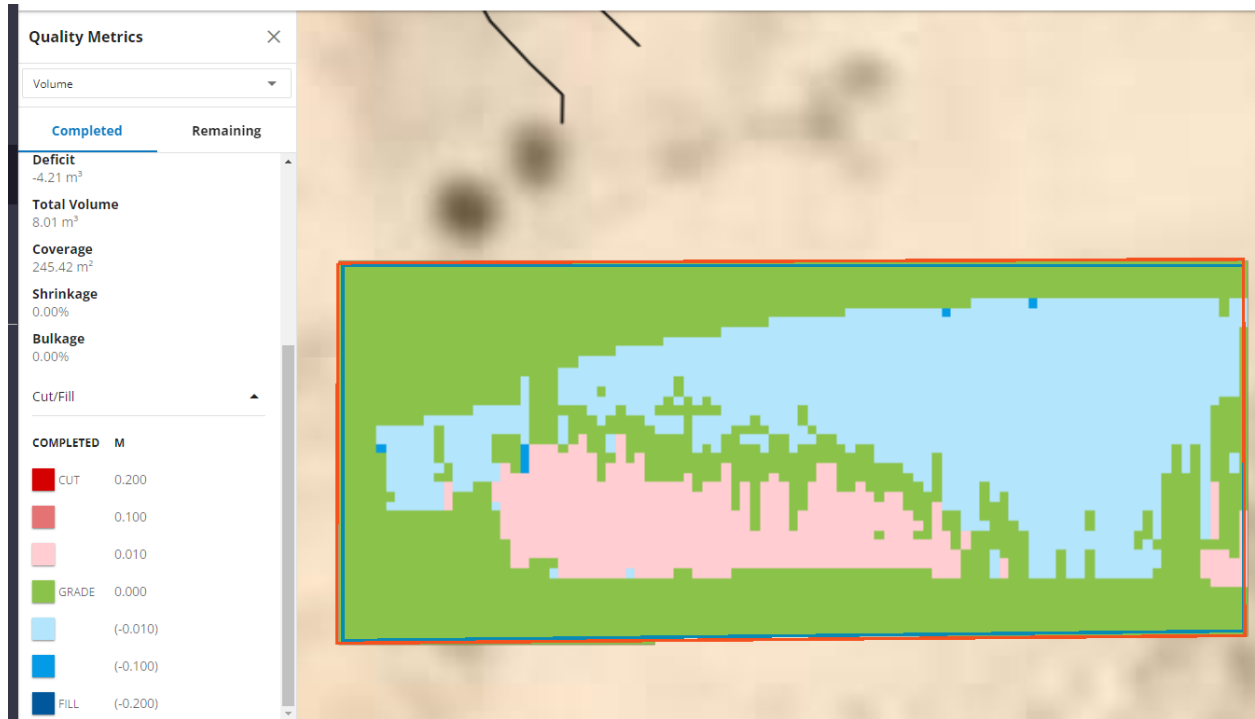 Quality Metrics
Volume
Completed Remaining
Deficit
-4.21 m³
Total Volume
8.01 m³
Coverage
245.42 m²
Shrinkage
0.00%
Bulkage
0.00%
Cut/Fill
COMPLETED M
CUT 0.200
0.100
0.010
GRADE 0.000
(-0.010)
(-0.100)
FILL (-0.200)